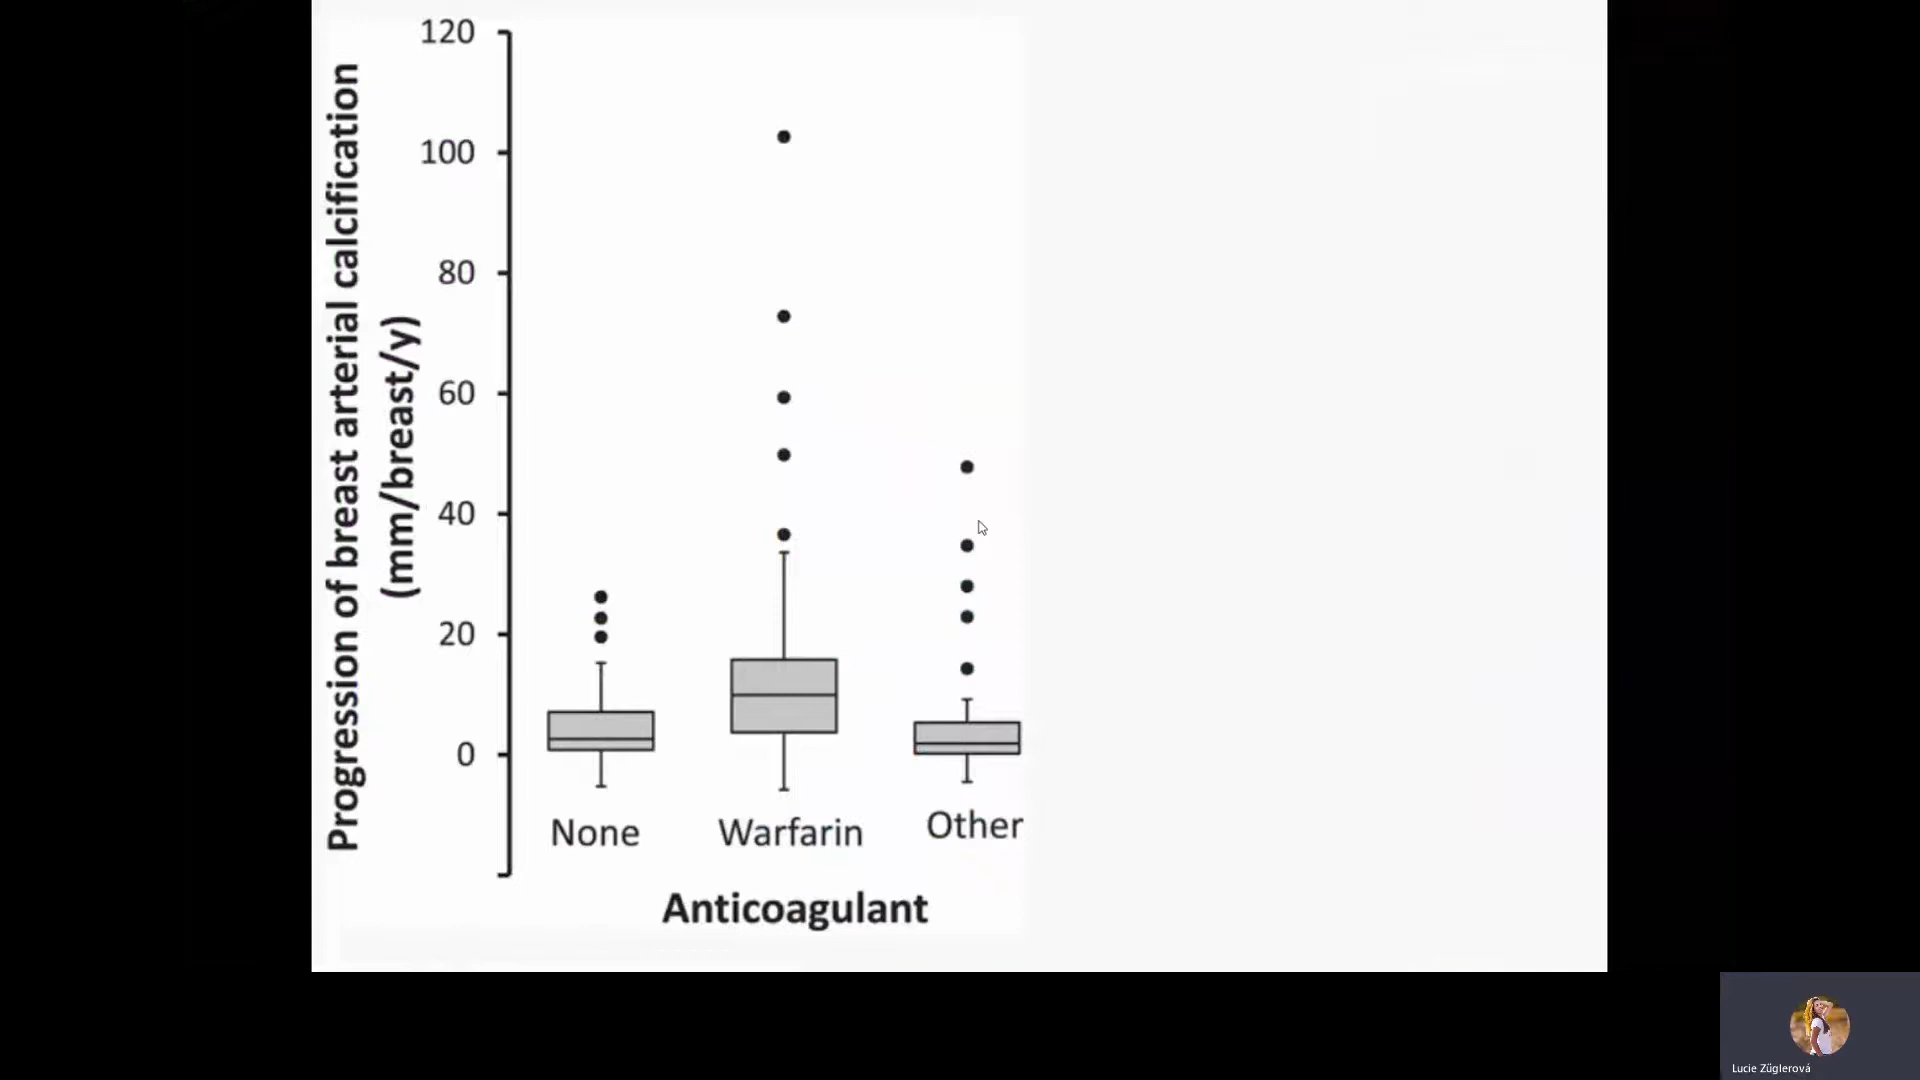 Progression of breast arterial calcification
(mm/breast/y)
120
100
80
60
40
20
0
None
Warfarin
Other
Anticoagulant
Lucie Züglerová